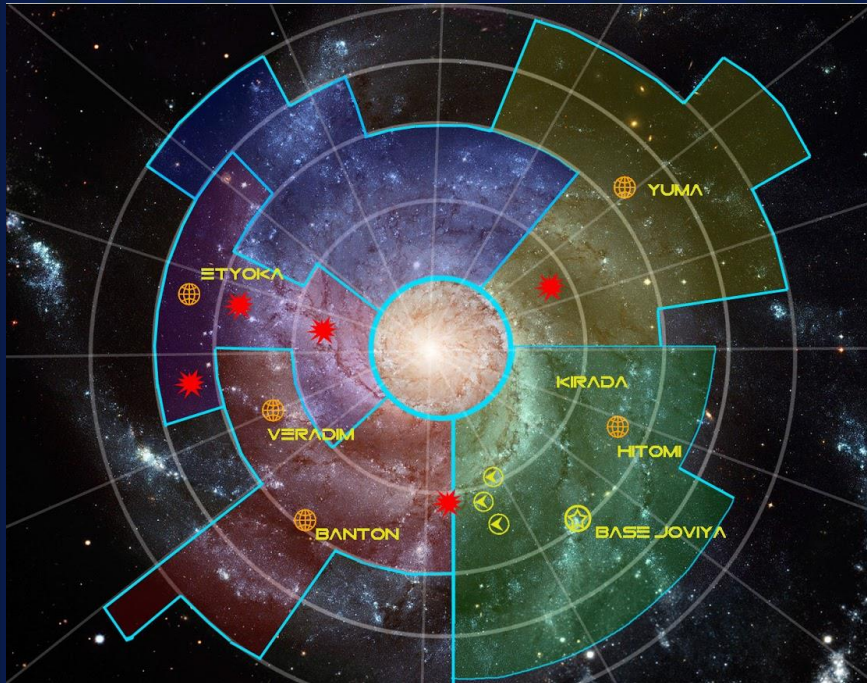 YUMA
ETYOKA
KIRADA
VERADIM
HITOMI
BANTON
BASE JOVIYA